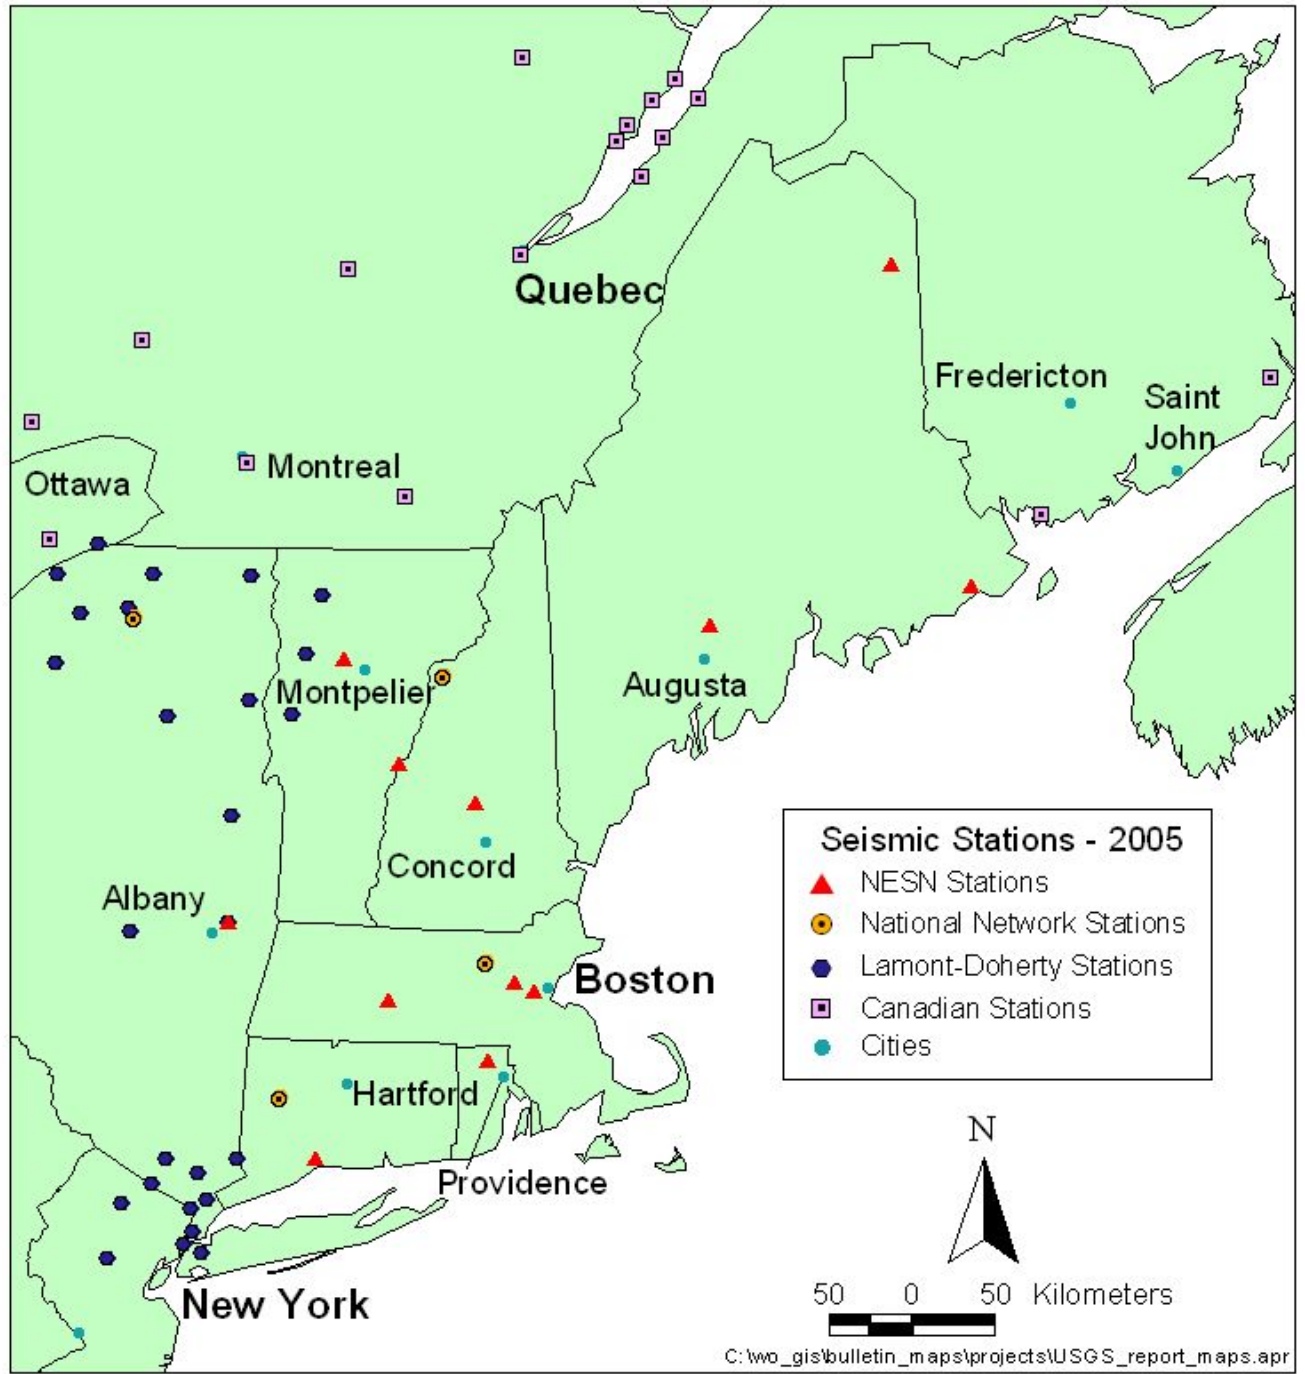 Quebec
Fredericton
Saint
John
Montreal
Ottawa
Montpelier
Augusta
Concord
Albany
Boston
Hartford
Providence
New York
Seismic Stations - 2005
NESN Stations
National Network Stations
Lamont-Doherty Stations
Canadian Stations
Cities
N
50 0 50 Kilometers
C:\wo_gis\bulletin_maps\projects\USGS_report_maps.apr